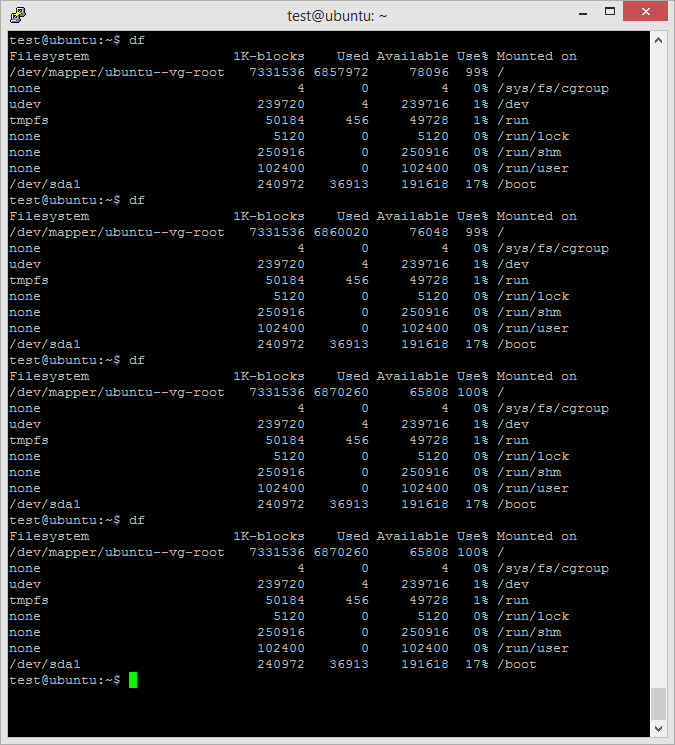 test@ubuntu: ~
test@ubuntu:~$ df
Filesystem                  1K-blocks    Used Available Use% Mounted on
/dev/mapper/ubuntu--vg-root   7331536 6857972     78096  99% /
none                                4       0         4   0% /sys/fs/cgroup
udev                           239720       4    239716   1% /dev
tmpfs                           50184     456     49728   1% /run
none                             5120       0      5120   0% /run/lock
none                           250916       0    250916   0% /run/shm
none                           102400       0    102400   0% /run/user
/dev/sda1                      240972   36913    191618  17% /boot
test@ubuntu:~$ df
Filesystem                  1K-blocks    Used Available Use% Mounted on
/dev/mapper/ubuntu--vg-root   7331536 6860020     76048  99% /
none                                4       0         4   0% /sys/fs/cgroup
udev                           239720       4    239716   1% /dev
tmpfs                           50184     456     49728   1% /run
none                             5120       0      5120   0% /run/lock
none                           250916       0    250916   0% /run/shm
none                           102400       0    102400   0% /run/user
/dev/sda1                      240972   36913    191618  17% /boot
test@ubuntu:~$ df
Filesystem                  1K-blocks    Used Available Use% Mounted on
/dev/mapper/ubuntu--vg-root   7331536 6870260     65808 100% /
none                                4       0         4   0% /sys/fs/cgroup
udev                           239720       4    239716   1% /dev
tmpfs                           50184     456     49728   1% /run
none                             5120       0      5120   0% /run/lock
none                           250916       0    250916   0% /run/shm
none                           102400       0    102400   0% /run/user
/dev/sda1                      240972   36913    191618  17% /boot
test@ubuntu:~$ df
Filesystem                  1K-blocks    Used Available Use% Mounted on
/dev/mapper/ubuntu--vg-root   7331536 6870260     65808 100% /
none                                4       0         4   0% /sys/fs/cgroup
udev                           239720       4    239716   1% /dev
tmpfs                           50184     456     49728   1% /run
none                             5120       0      5120   0% /run/lock
none                           250916       0    250916   0% /run/shm
none                           102400       0    102400   0% /run/user
/dev/sda1                      240972   36913    191618  17% /boot
test@ubuntu:~$